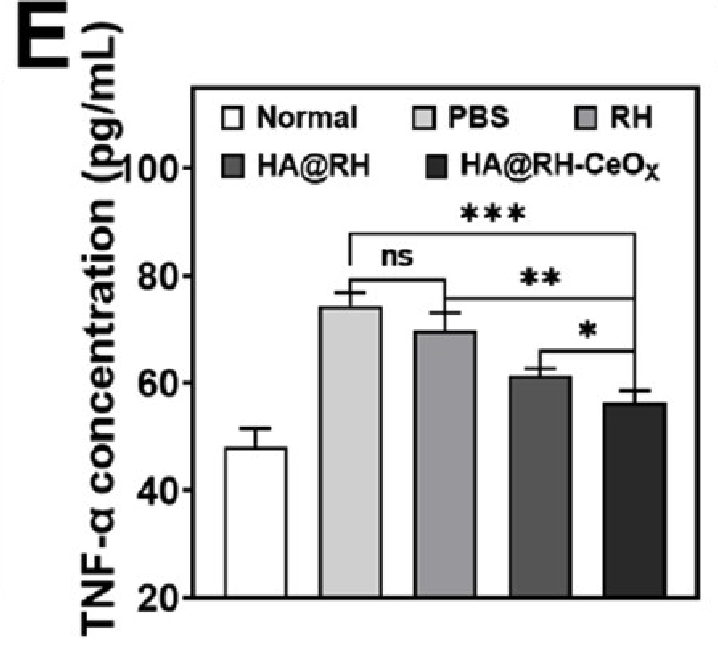 E
TNF-α concentration (pg/mL)
Normal PBS RH
HA@RH HA@RH-CeOX
100
80
60
40
20
***
ns
**
*